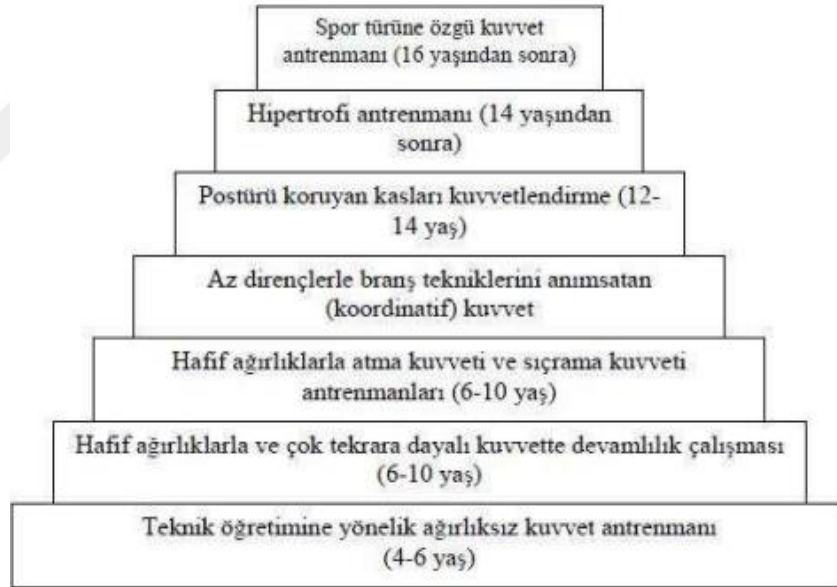 Spor türüne özgü kuvvet
antrenmanı (16 yaşından sonra)
Hipertrofi antrenmanı (14 yaşından
sonra)
Postürü koruyan kasları kuvvetlendirme (12-
14 yaş)
Az dirençlerle branş tekniklerini anımsatan
(koordinatif) kuvvet
Hafif ağırlıklarla atma kuvveti ve sıçrama kuvveti
antrenmanları (6-10 yaş)
Hafif ağırlıklarla ve çok tekrara dayalı kuvvette devamlılık çalışması
(6-10 yaş)
Teknik öğretimine yönelik ağırlıksız kuvvet antrenmanı
(4-6 yaş)